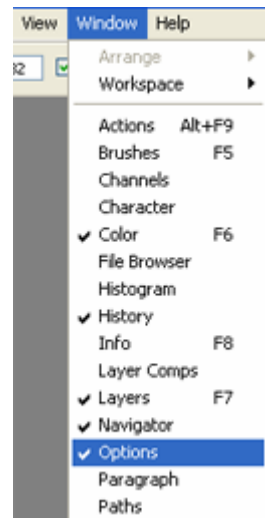 View Window Help
32
Arrange
Workspace
Actions Alt+F9
Brushes F5
Channels
Character
Color F6
File Browser
Histogram
History
Info F8
Layer Comps
Layers F7
Navigator
Options
Paragraph
Paths